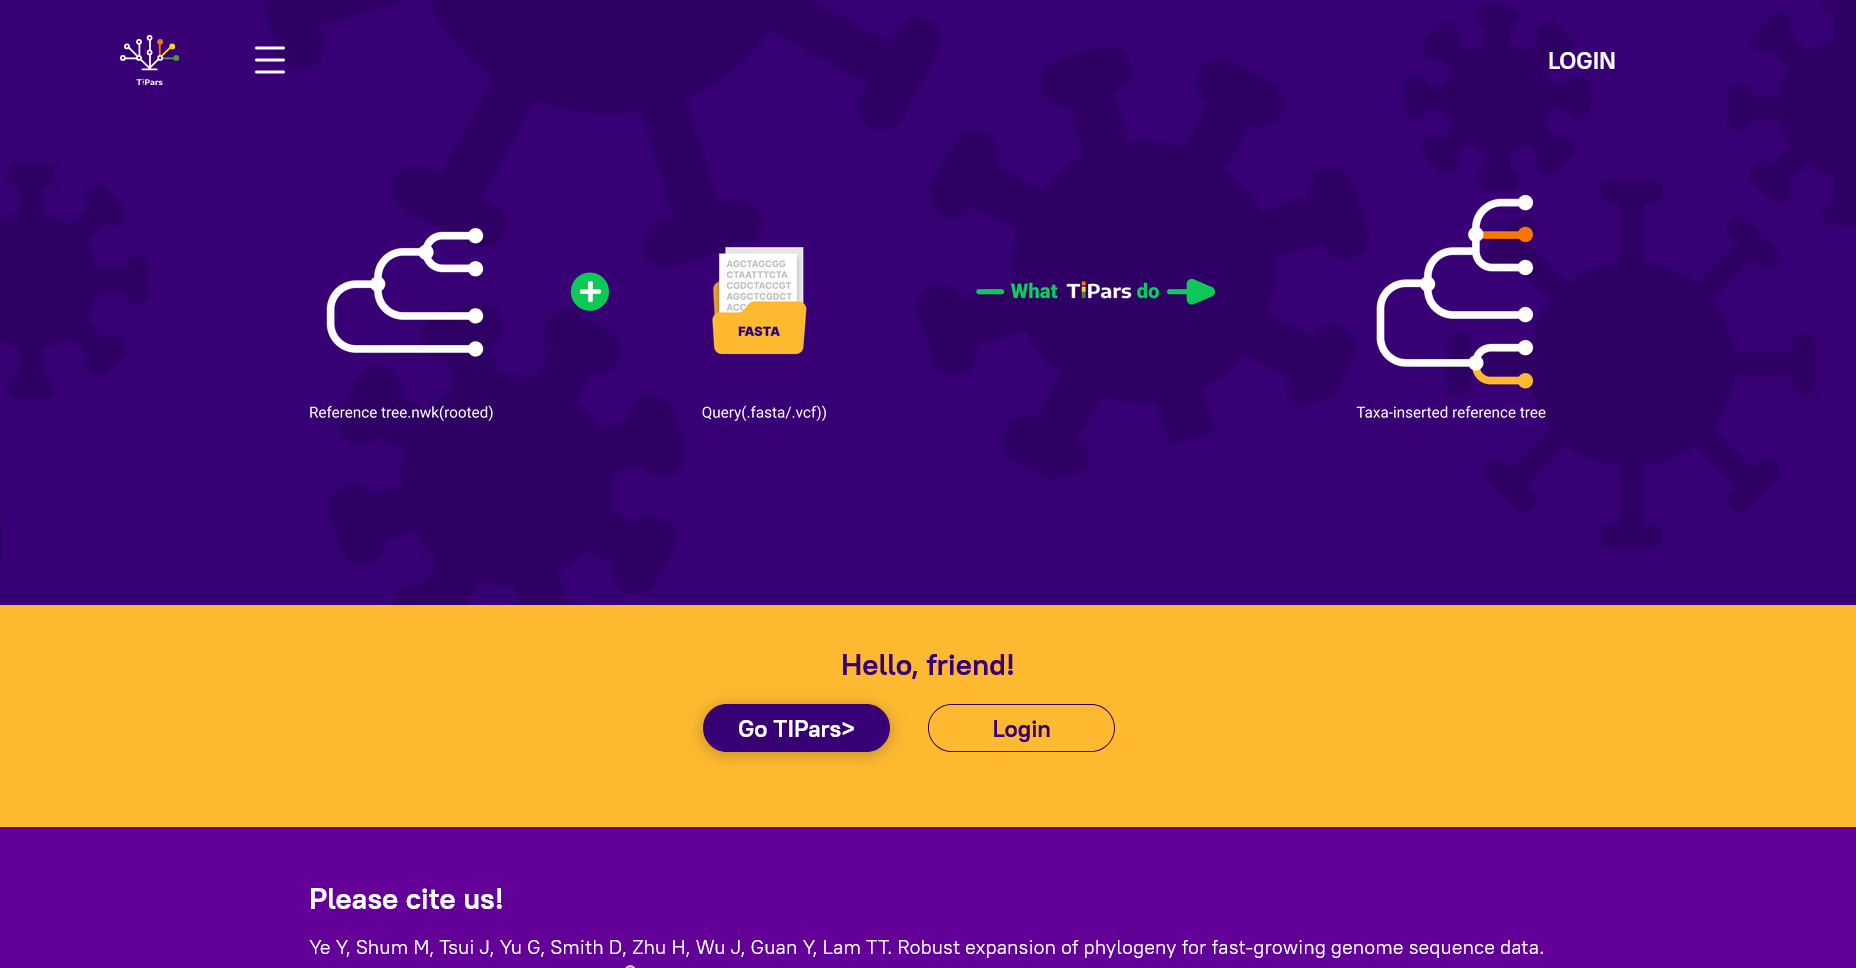 TiPars
LOGIN
AGCTAGCGG
CTAATTTCTA
CGDCTACCGT
AGGCTCGDCT
ACC
FASTA
What TiPars do
Reference tree.nwk(rooted)
Query(.fasta/.vcf))
Taxa-inserted reference tree
Hello, friend!
Go TIPars>
Login
Please cite us!
Ye Y, Shum M, Tsui J, Yu G, Smith D, Zhu H, Wu J, Guan Y, Lam TT. Robust expansion of phylogeny for fast-growing genome sequence data.